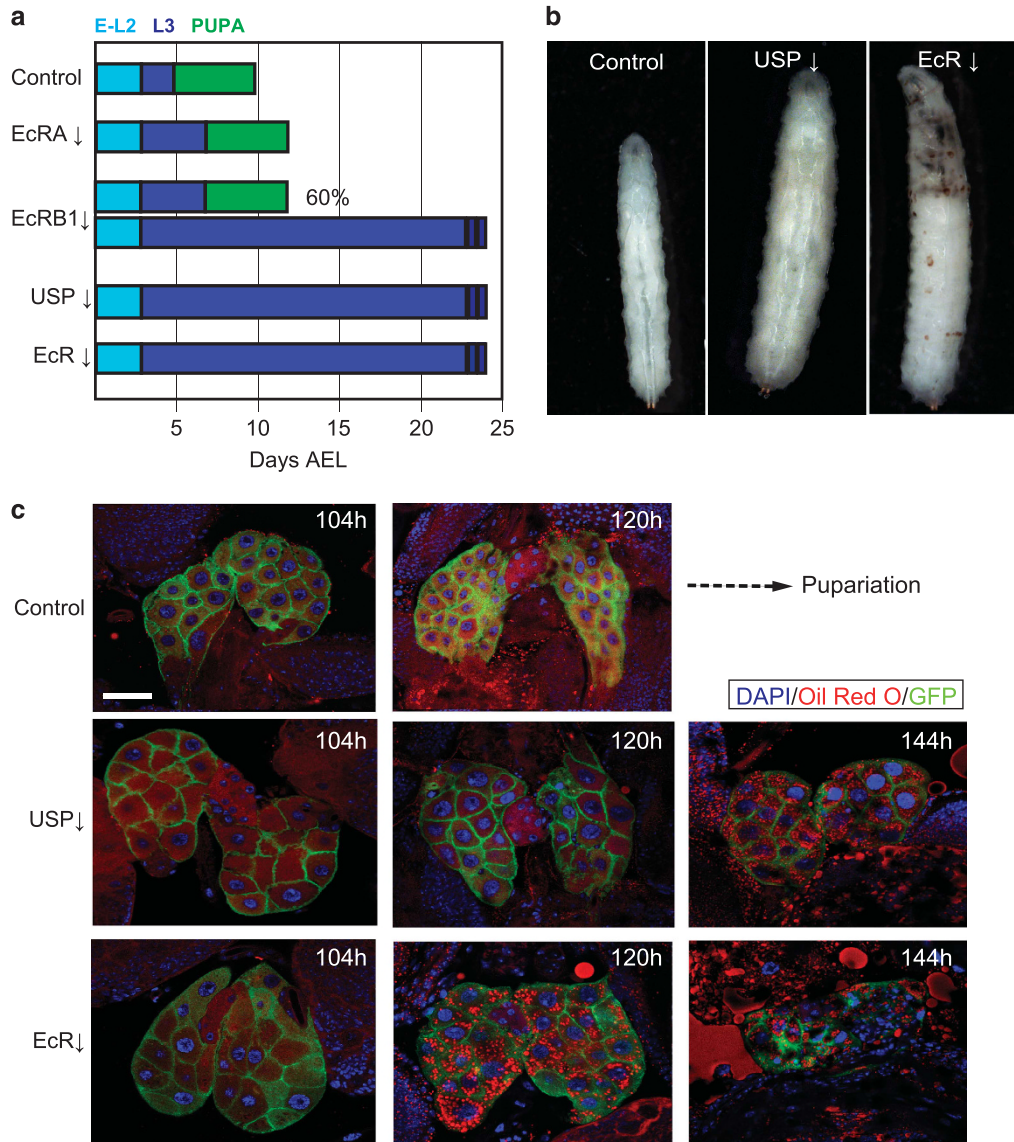 a
E-L2 L3 PUPA
Control
EcRA ↓
EcRB1↓
60%
USP ↓
EcR ↓
5 10 15 20 25
Days AEL
b
Control
USP ↓
EcR ↓
c
Control
104h
120h
Pupariation
DAPI/Oil Red O/GFP
USP↓
104h
120h
144h
EcR↓
104h
120h
144h